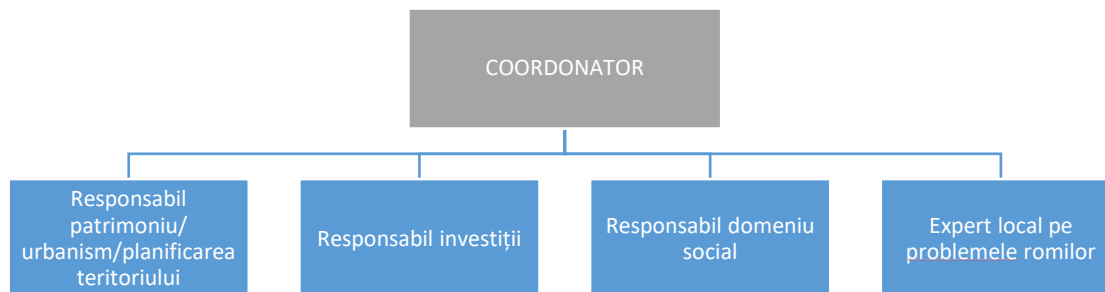 COORDONATOR
Responsabil
patrimoniu/
urbanism/planificarea
teritoriului
Responsabil investiții
Responsabil domeniu
social
Expert local pe
problemele romilor